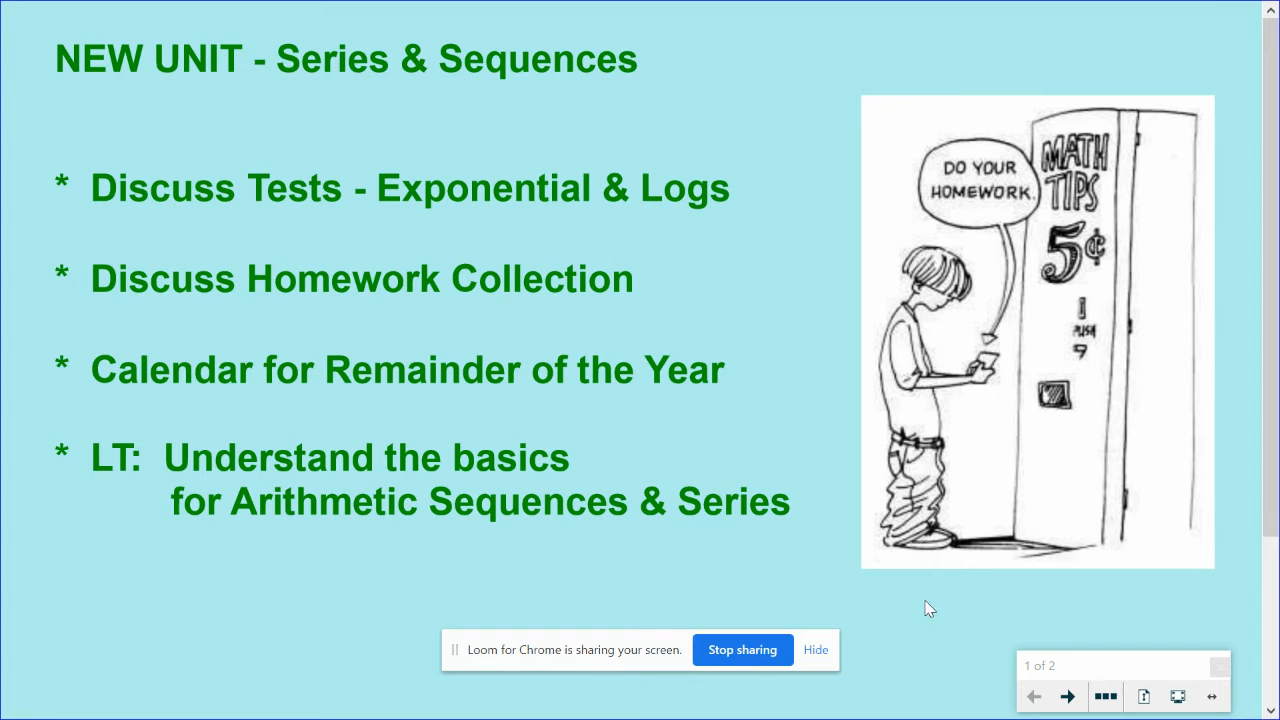 NEW UNIT - Series & Sequences
* Discuss Tests - Exponential & Logs
* Discuss Homework Collection
* Calendar for Remainder of the Year
* LT: Understand the basics
for Arithmetic Sequences & Series
DO YOUR
HOMEWORK.
MATH
TIPS
5¢
PUSH
Loom for Chrome is sharing your screen.
Stop sharing
Hide
1 of 2